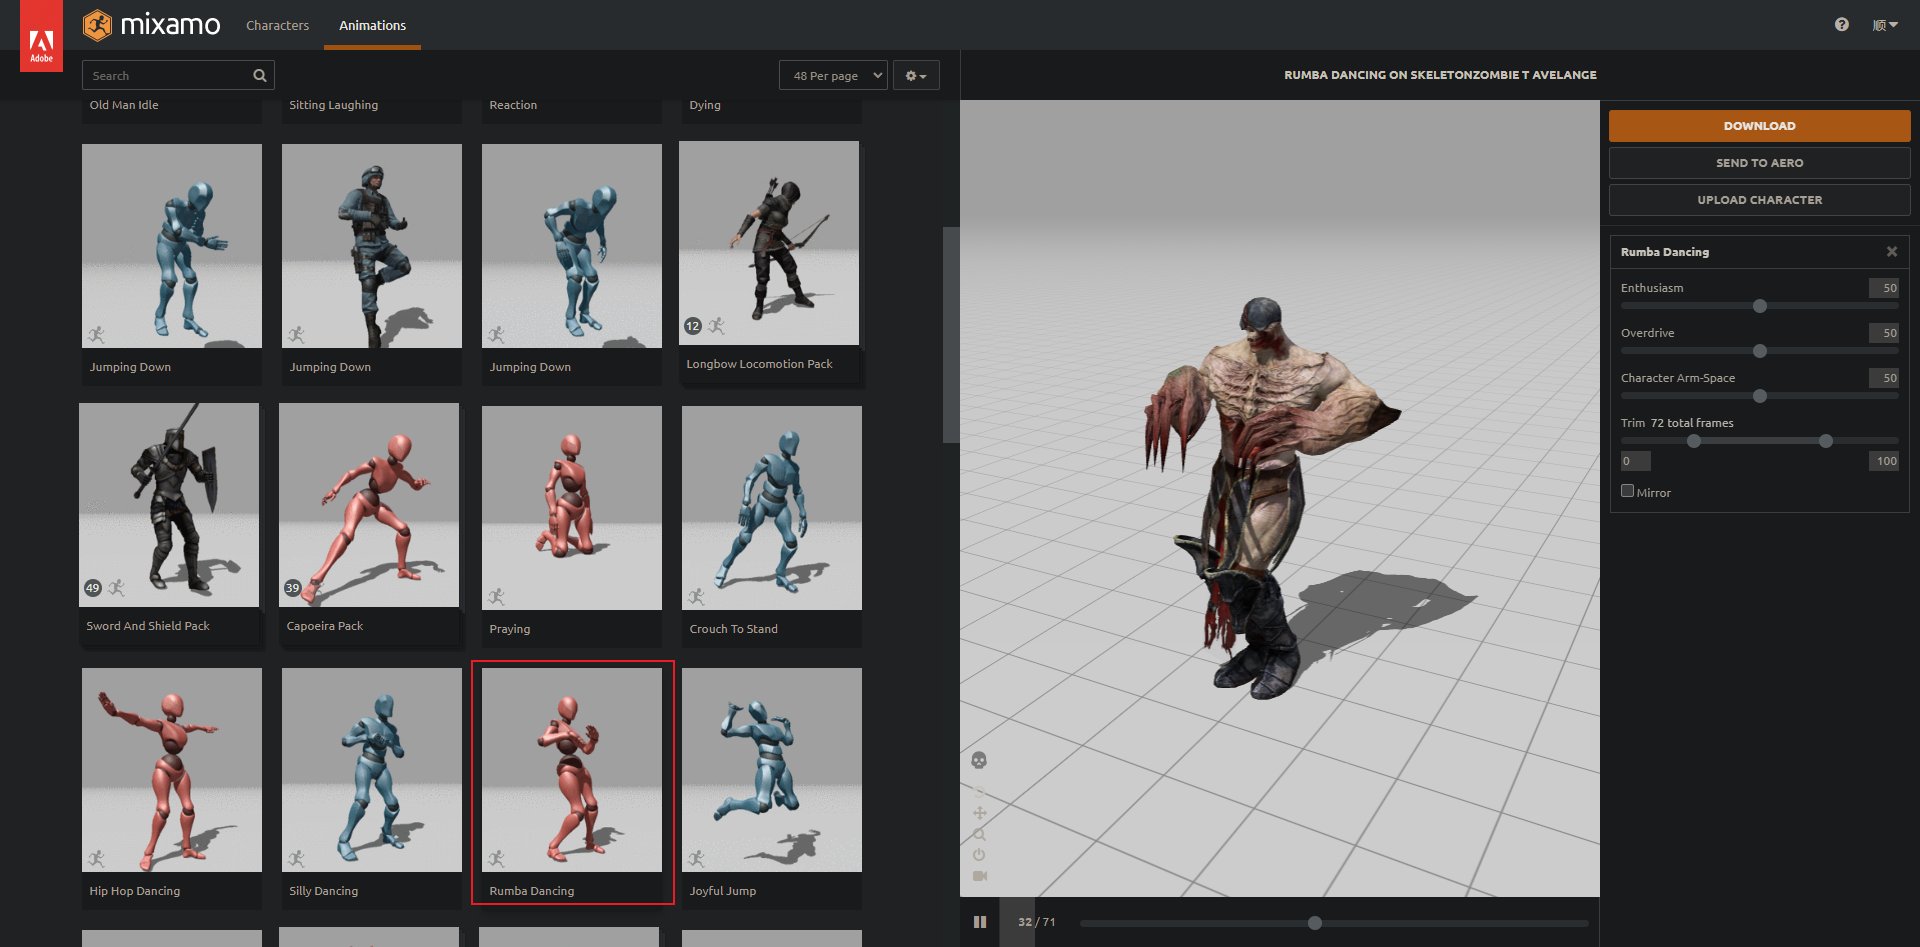 Adobe
mixamo
Characters
Animations
顺
Search
48 Per page
RUMBA DANCING ON SKELETONZOMBIE T AVELANGE
Old Man Idle
Sitting Laughing
Reaction
Dying
Jumping Down
Jumping Down
Jumping Down
12
Longbow Locomotion Pack
49
Sword And Shield Pack
39
Capoeira Pack
Praying
Crouch To Stand
Hip Hop Dancing
Silly Dancing
Rumba Dancing
Joyful Jump
32 / 71
DOWNLOAD
SEND TO AERO
UPLOAD CHARACTER
Rumba Dancing
Enthusiasm 50
Overdrive 50
Character Arm-Space 50
Trim 72 total frames
0 100
Mirror